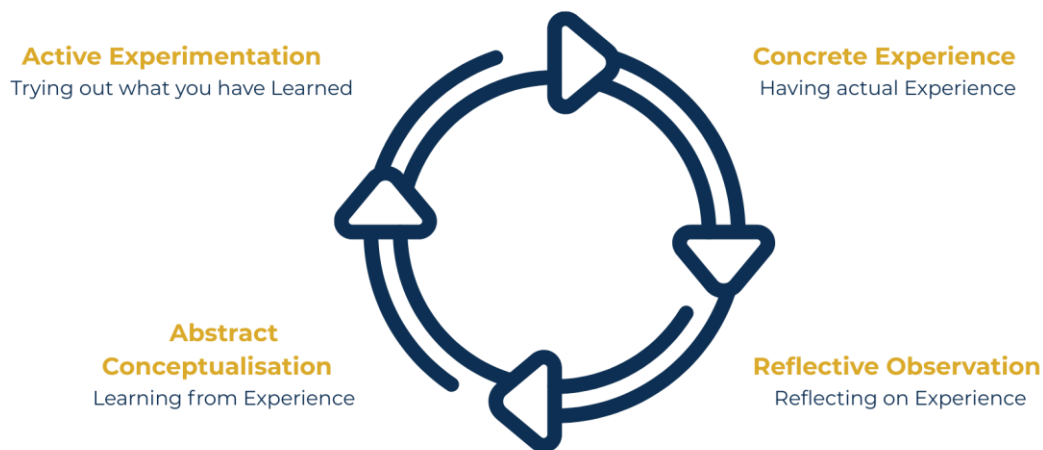 Active Experimentation
Trying out what you have Learned
Concrete Experience
Having actual Experience
Abstract
Conceptualisation
Learning from Experience
Reflective Observation
Reflecting on Experience